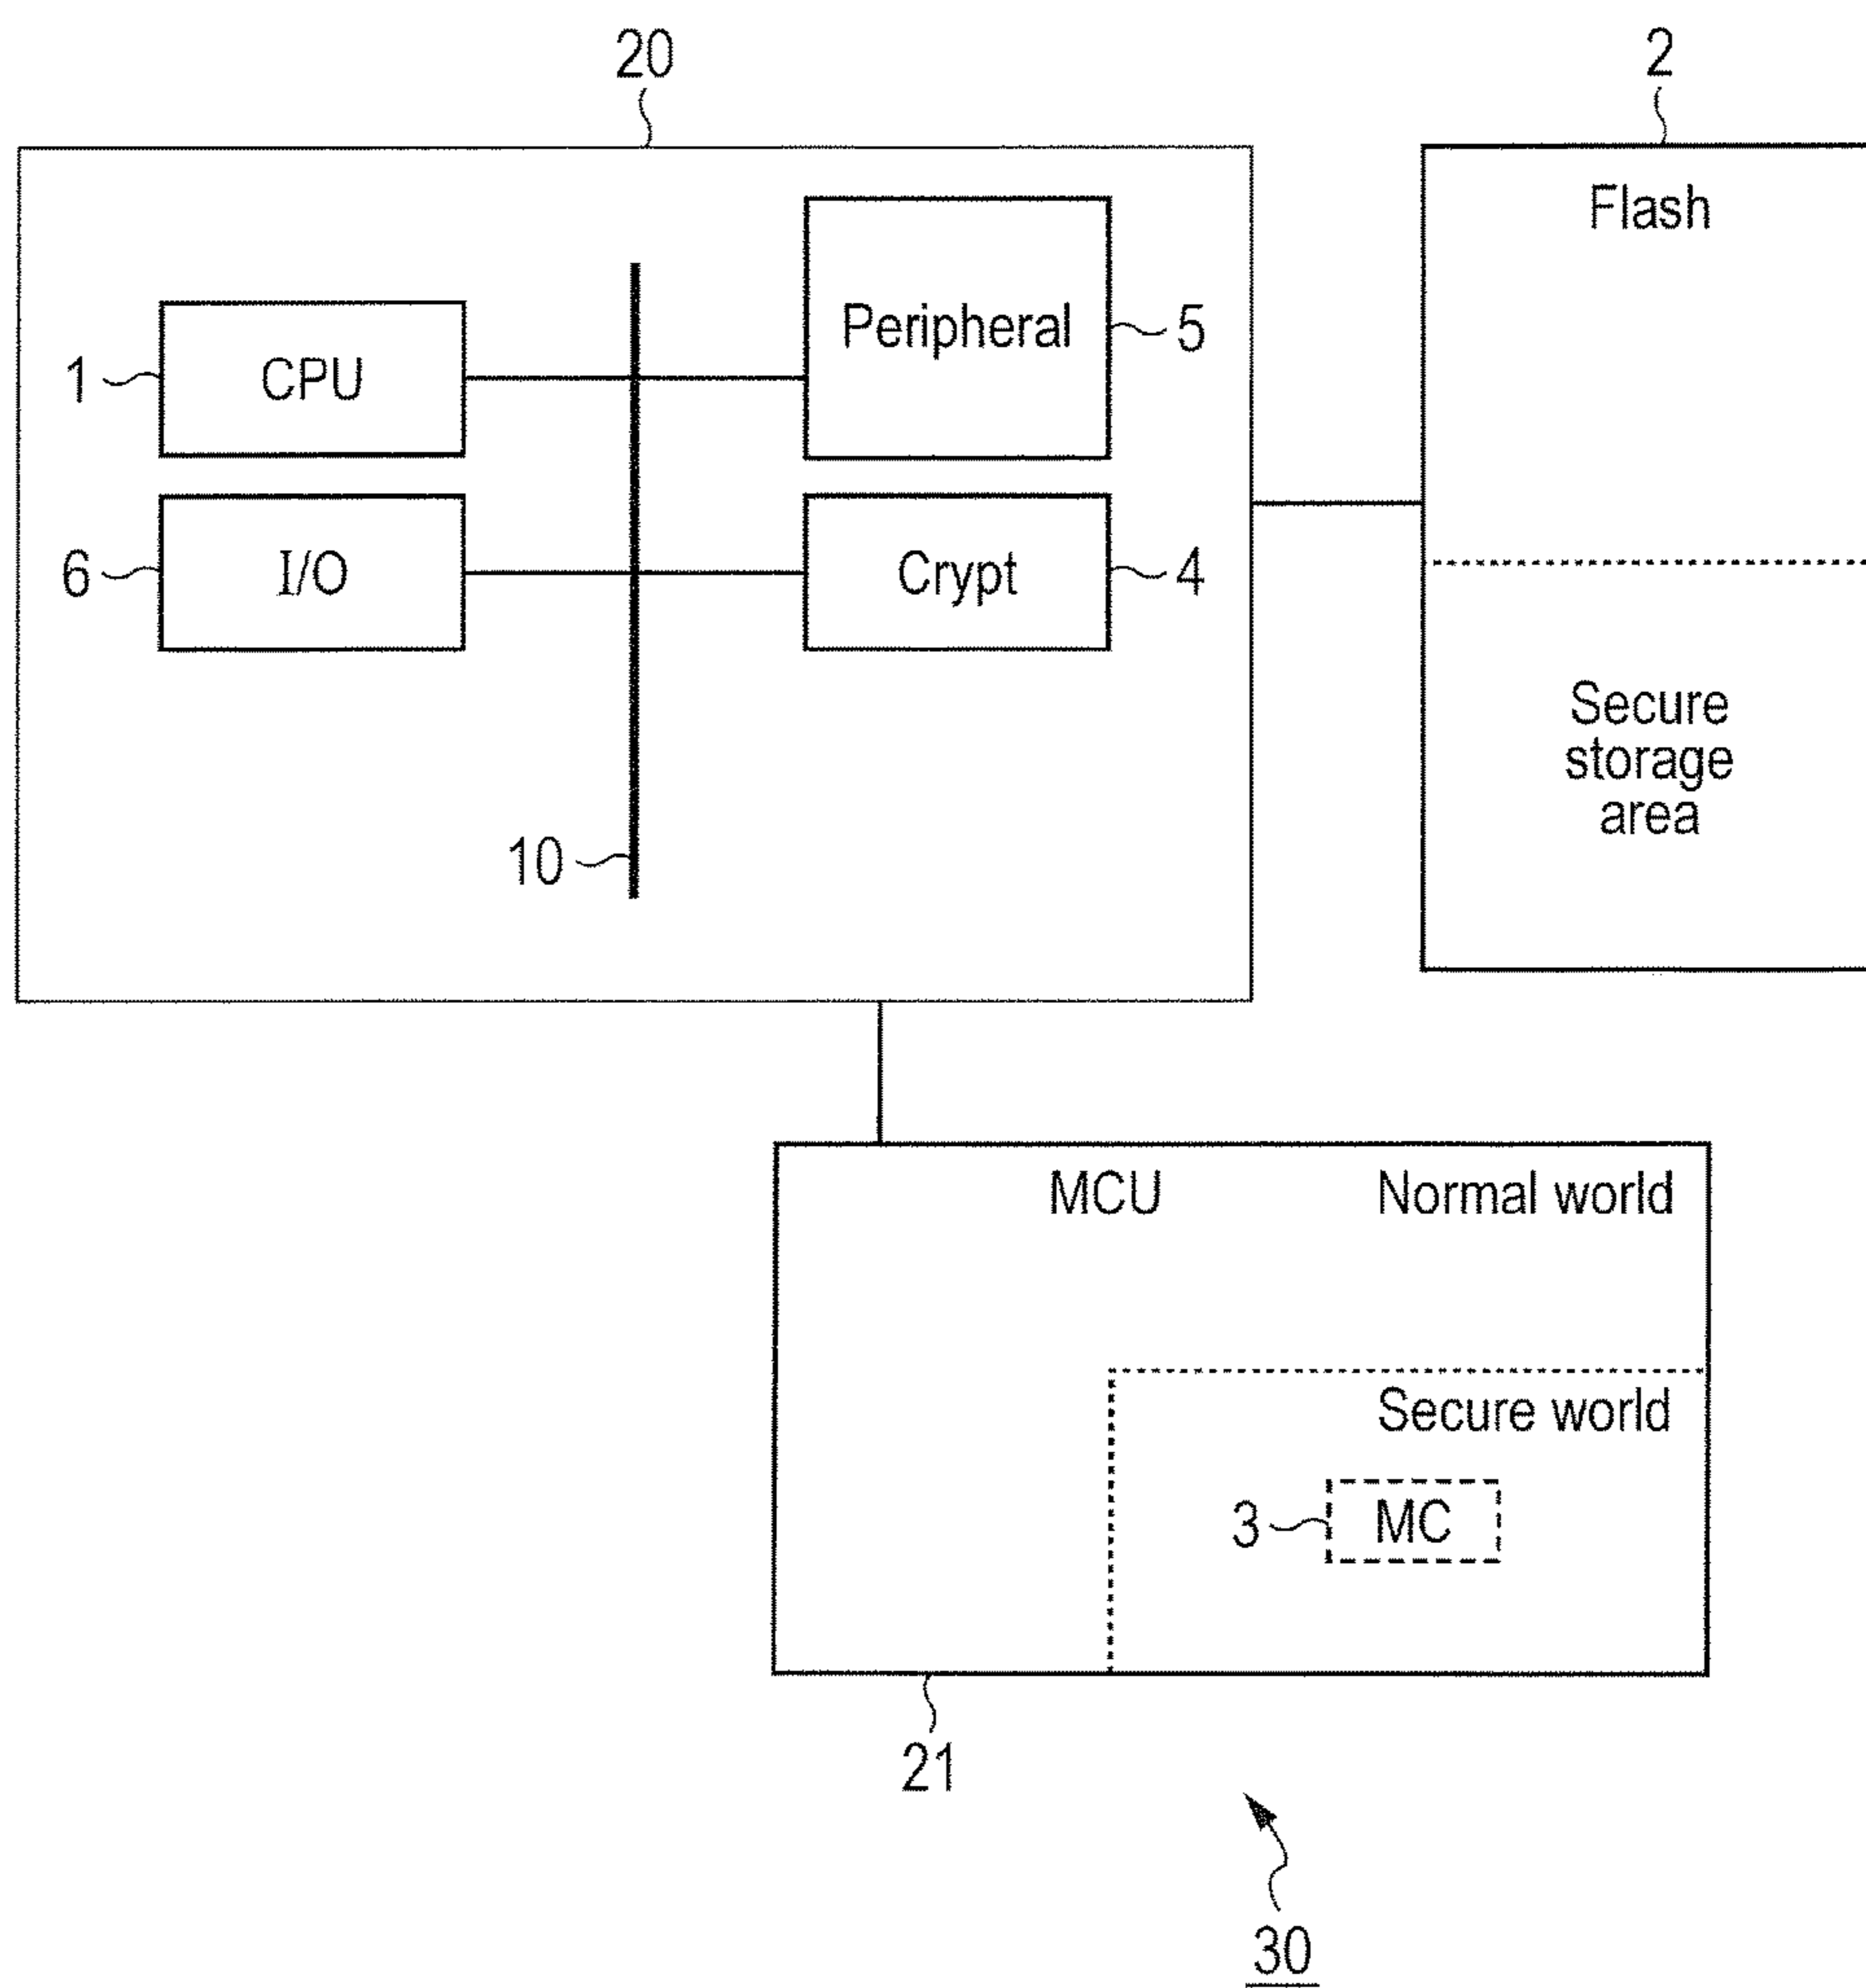 20
2
Flash
Peripheral
5
1
CPU
6
I/O
Crypt
4
Secure
storage
area
10
MCU
Normal world
Secure world
3
MC
21
30